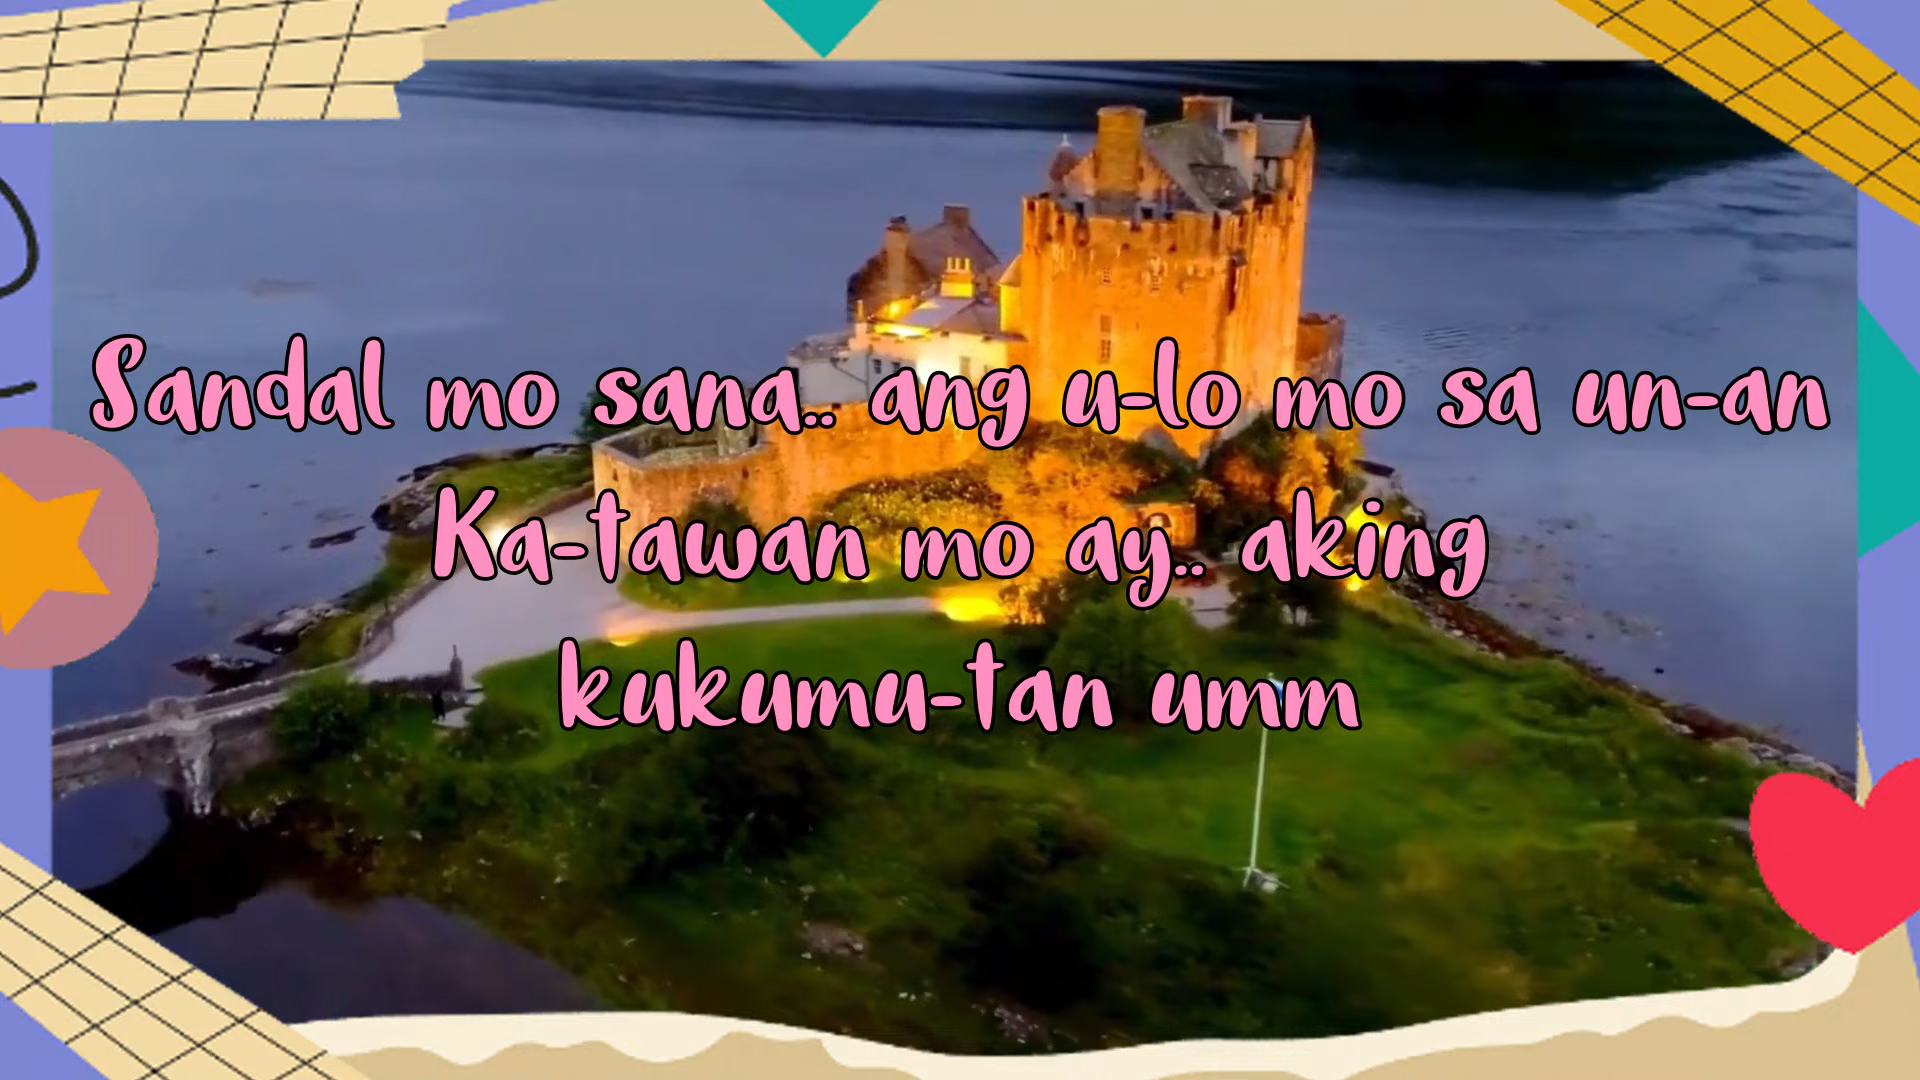 Sandal mo sana.. ang u-lo mo sa un-an
Ka-tawan mo ay.. aking
kukumu-tan umm